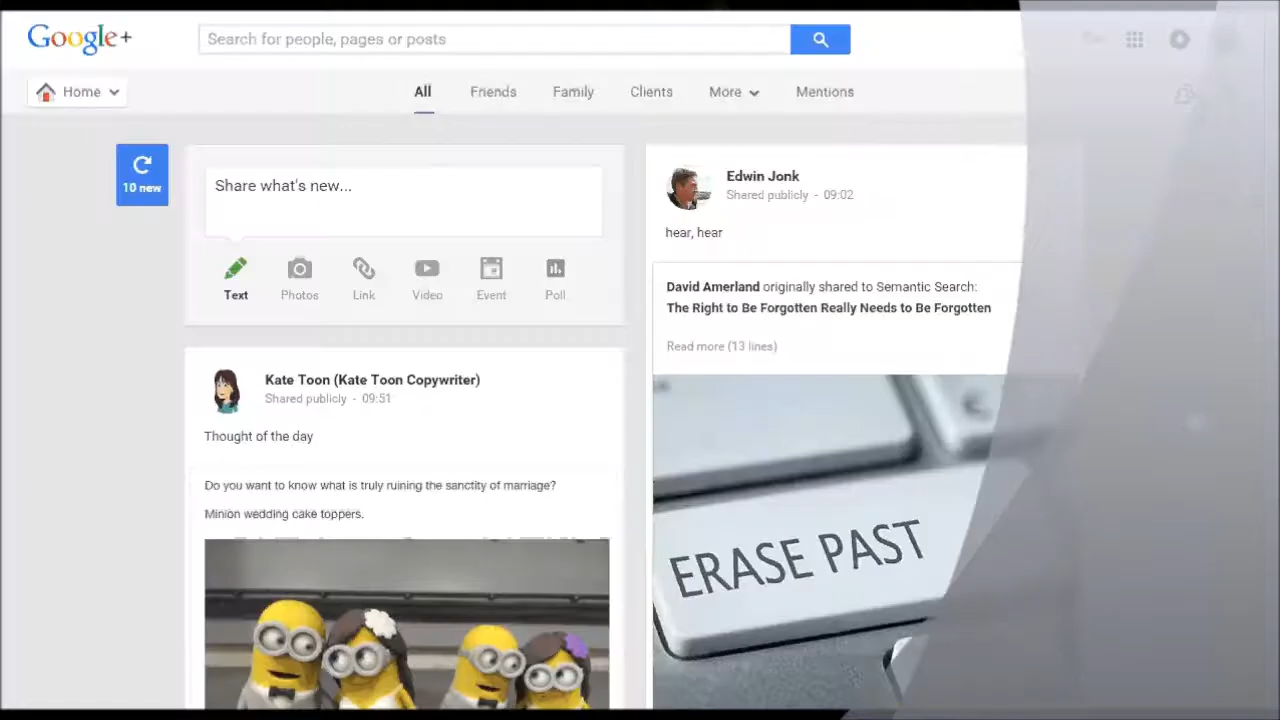 Google+
Search for people, pages or posts
Home
All
Friends
Family
Clients
More
Mentions
10 new
Share what's new...
Text
Photos
Link
Video
Event
Poll
Kate Toon (Kate Toon Copywriter)
Shared publicly - 09:51
Thought of the day
Do you want to know what is truly ruining the sanctity of marriage?
Minion wedding cake toppers.
Edwin Jonk
Shared publicly - 09:02
hear, hear
David Amerland originally shared to Semantic Search:
The Right to Be Forgotten Really Needs to Be Forgotten
Read more (13 lines)
ERASE PAST